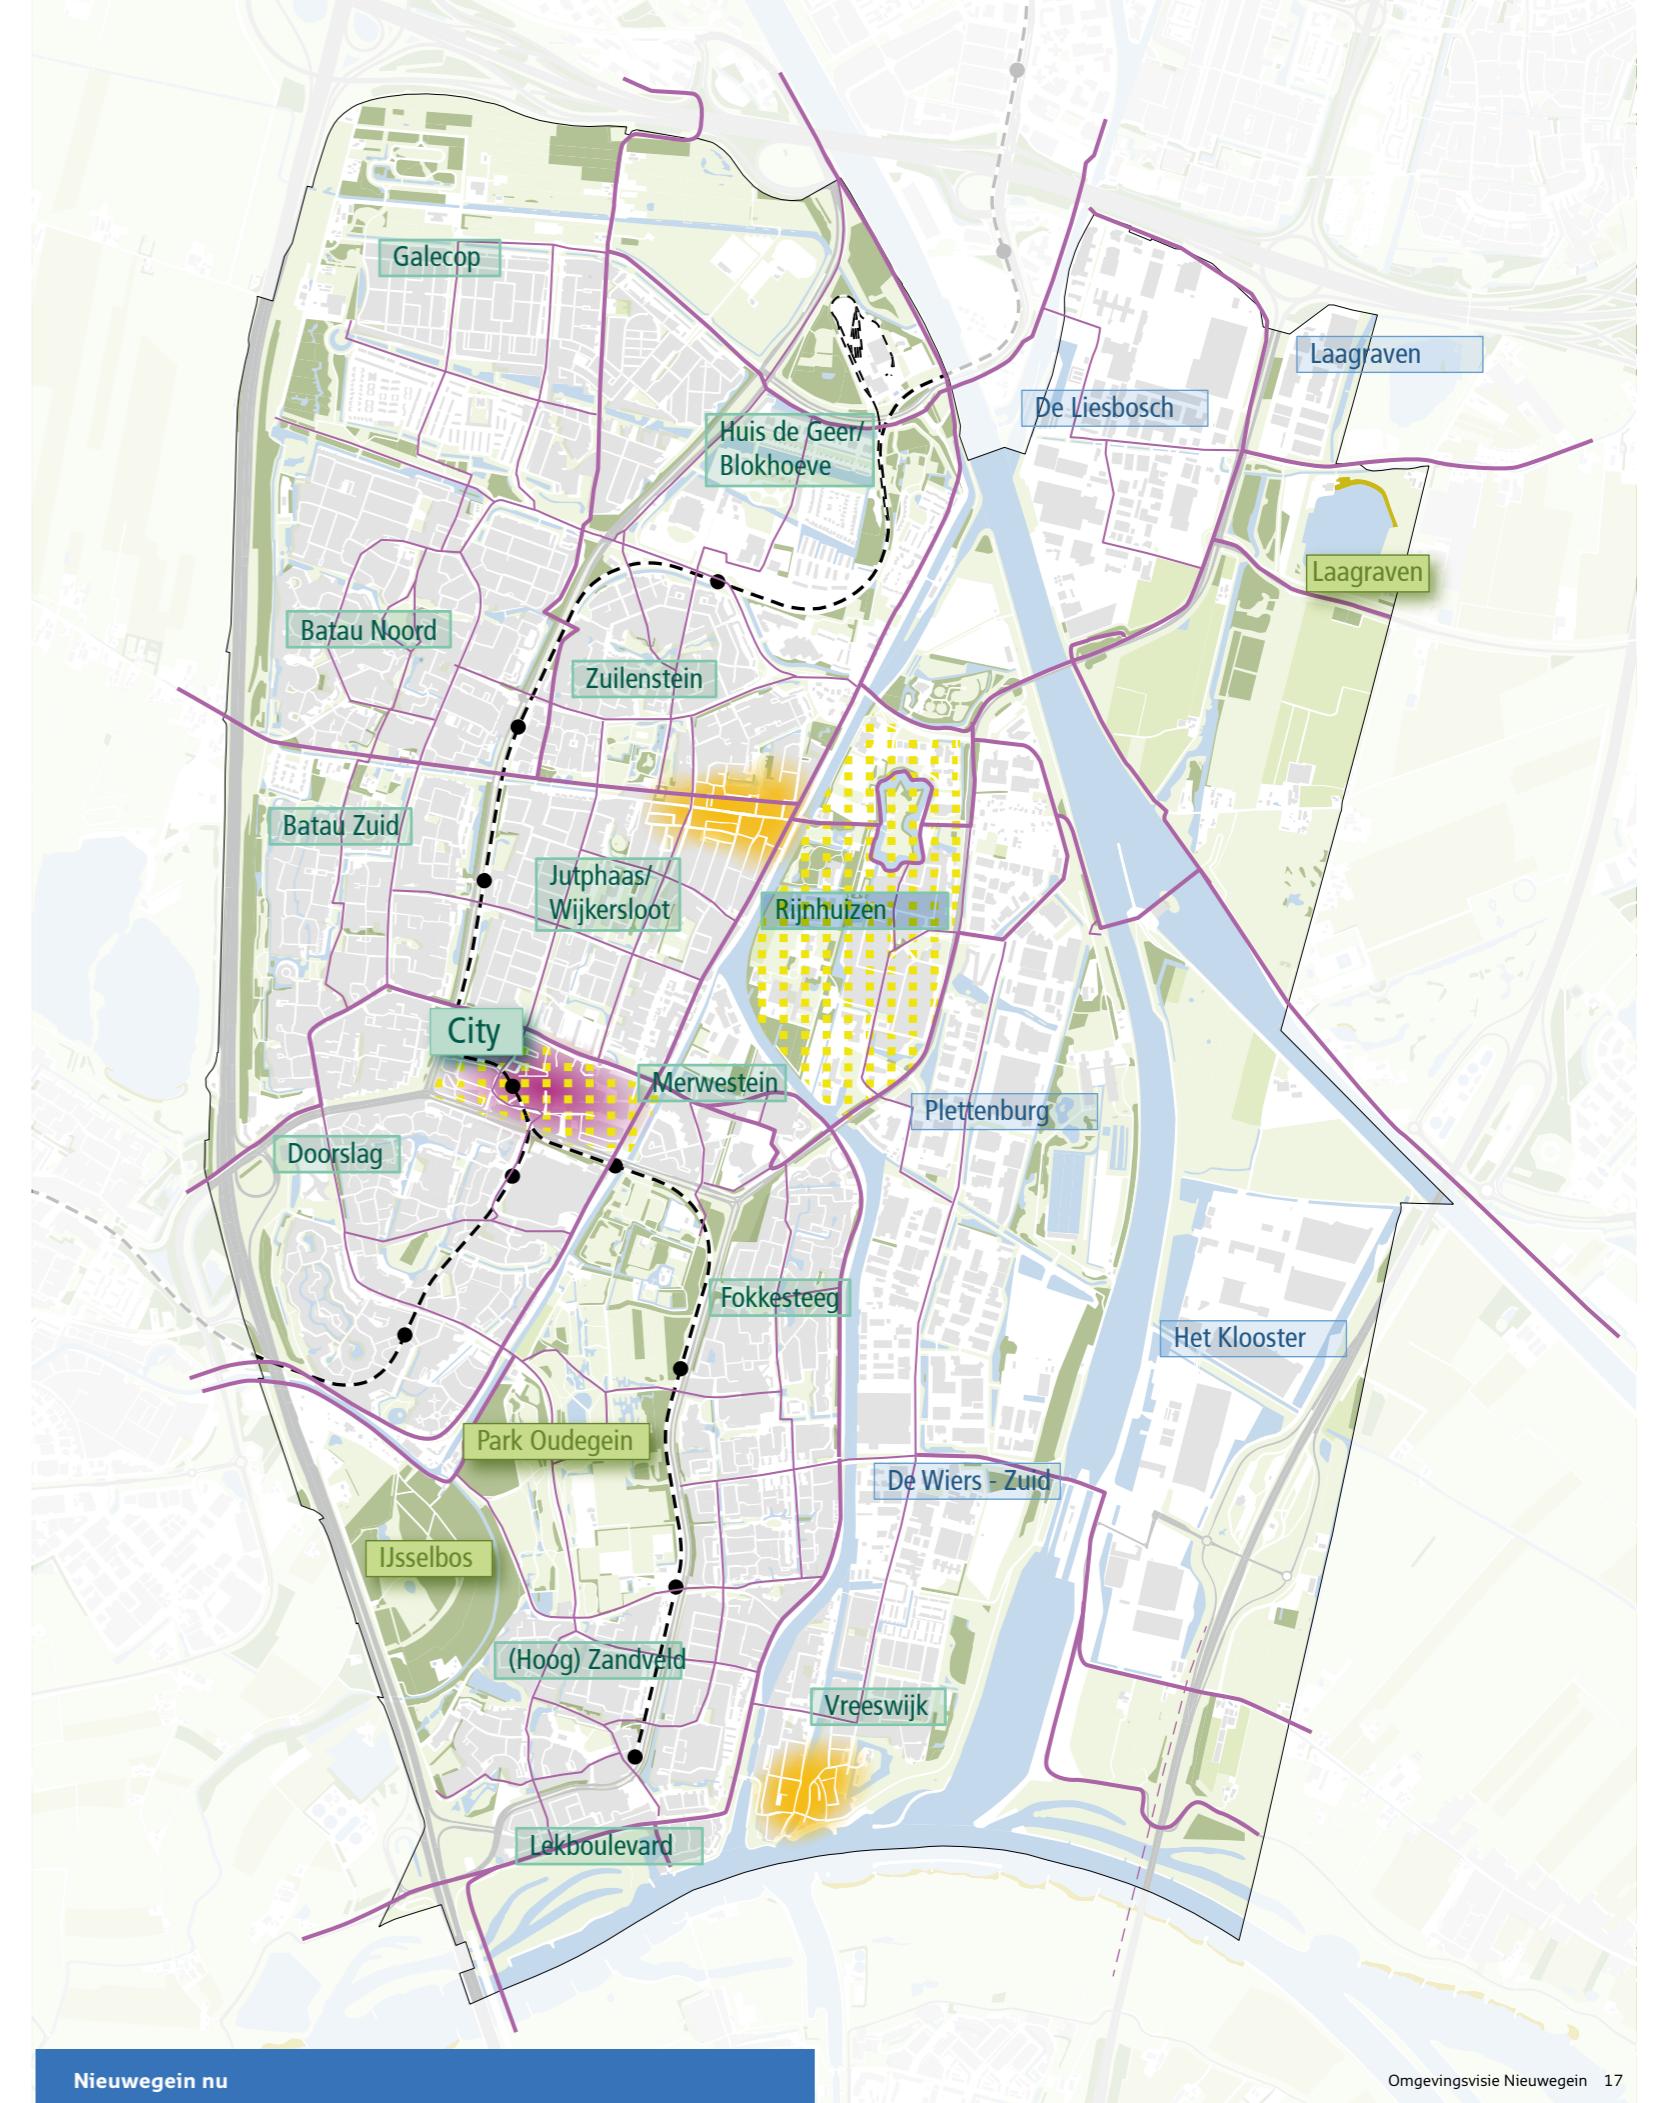 Galecop
Laagraven
De Liesbosch
Huis de Geer/
Blokhoeve
Laagraven
Batau Noord
Zuilenstein
Batau Zuid
Jutphaas/
Wijkersloot
Rijnhuizen
City
Merwestein
Plettenburg
Doorslag
Fokkesteeg
Het Klooster
Park Oudegein
De Wiers - Zuid
IJsselbos
(Hoog) Zandveld
Vreeswijk
Lekboulevard
Nieuwegein nu
Omgevingsvisie Nieuwegein 17